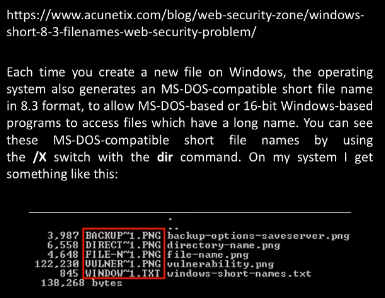 https://www.acunetix.com/blog/web-security-zone/windows-
short-8-3-filenames-web-security-problem/
Each time you create a new file on Windows, the operating
system also generates an MS-DOS-compatible short file name
in 8.3 format, to allow MS-DOS-based or 16-bit Windows-based
programs to access files which have a long name. You can see
these MS-DOS-compatible short file names by using
the /X switch with the dir command. On my system I get
something like this:
.
..
3,987 BACKUP~1.PNG backup-options-saveserver.png
6,558 DIRECT~1.PNG directory-name.png
4,648 FILE-N~1.PNG file-name.png
122,230 VULNER~1.PNG vulnerability.png
845 WINDOW~1.TXT windows-short-names.txt
138,268 bytes